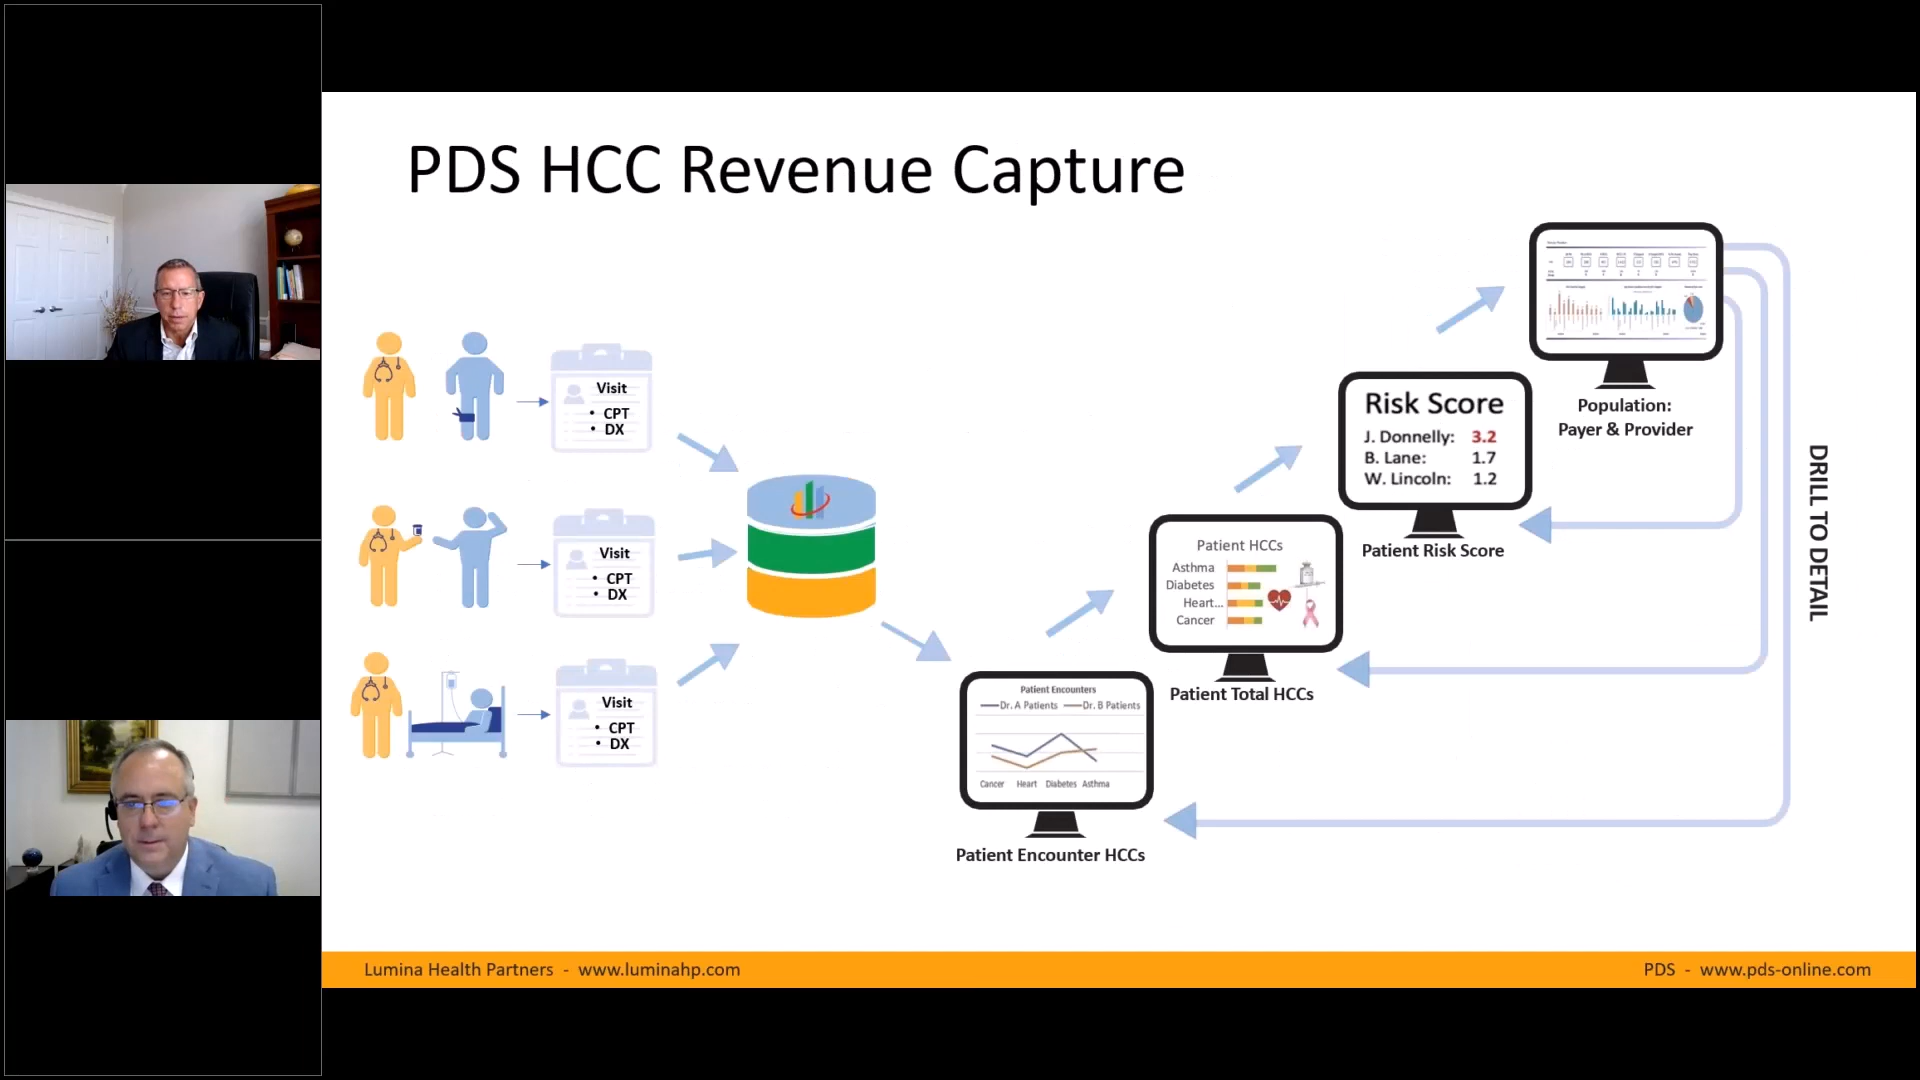 PDS HCC Revenue Capture
Visit
• CPT
• DX
Visit
• CPT
• DX
Visit
• CPT
• DX
Patient Encounters
Dr. A Patients
Dr. B Patients
Cancer Heart Diabetes Asthma
Patient Encounter HCCs
Patient HCCs
Asthma
Diabetes
Heart...
Cancer
Patient Total HCCs
Risk Score
J. Donnelly: 3.2
B. Lane: 1.7
W. Lincoln: 1.2
Patient Risk Score
Population:
Payer & Provider
DRILL TO DETAIL
Lumina Health Partners - www.luminahp.com
PDS - www.pds-online.com